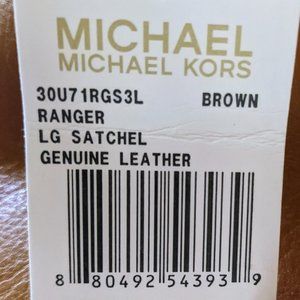 MICHAEL
MICHAEL KORS
30U71RGS3L BROWN
RANGER
LG SATCHEL
GENUINE LEATHER
8 80492 54393 9